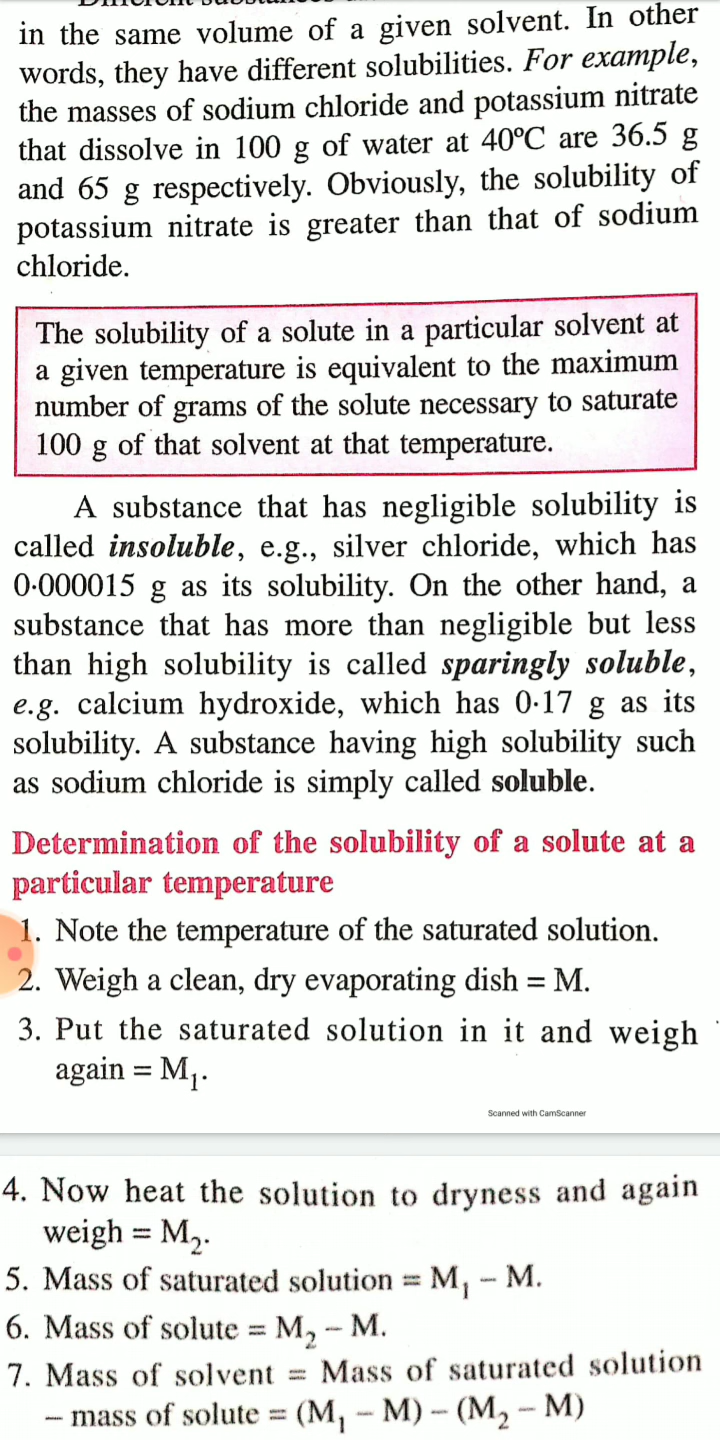 in the same volume of a given solvent. In other
words, they have different solubilities. For example,
the masses of sodium chloride and potassium nitrate
that dissolve in 100 g of water at 40ºC are 36.5 g
and 65 g respectively. Obviously, the solubility of
potassium nitrate is greater than that of sodium
chloride.
The solubility of a solute in a particular solvent at
a given temperature is equivalent to the maximum
number of grams of the solute necessary to saturate
100 g of that solvent at that temperature.
A substance that has negligible solubility is
called insoluble, e.g., silver chloride, which has
0·000015 g as its solubility. On the other hand, a
substance that has more than negligible but less
than high solubility is called sparingly soluble,
e.g. calcium hydroxide, which has 0·17 g as its
solubility. A substance having high solubility such
as sodium chloride is simply called soluble.
Determination of the solubility of a solute at a
particular temperature
1. Note the temperature of the saturated solution.
2. Weigh a clean, dry evaporating dish = M.
3. Put the saturated solution in it and weigh
again = M₁.
Scanned with CamScanner
4. Now heat the solution to dryness and again
weigh = M₂.
5. Mass of saturated solution = M₁ – M.
6. Mass of solute = M₂ – M.
7. Mass of solvent = Mass of saturated solution
– mass of solute = (M₁ – M) – (M₂ – M)